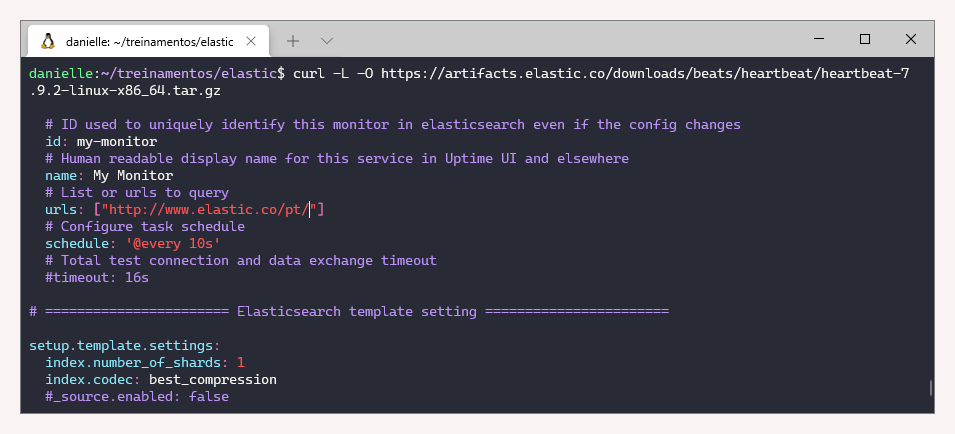 danielle: ~/treinamentos/elastic
danielle:~/treinamentos/elastic$ curl -L -O https://artifacts.elastic.co/downloads/beats/heartbeat/heartbeat-7
.9.2-linux-x86_64.tar.gz
# ID used to uniquely identify this monitor in elasticsearch even if the config changes
id: my-monitor
# Human readable display name for this service in Uptime UI and elsewhere
name: My Monitor
# List or urls to query
urls: ["http://www.elastic.co/pt/"]
# Configure task schedule
schedule: '@every 10s'
# Total test connection and data exchange timeout
#timeout: 16s
# ======================= Elasticsearch template setting =======================
setup.template.settings:
index.number_of_shards: 1
index.codec: best_compression
#_source.enabled: false